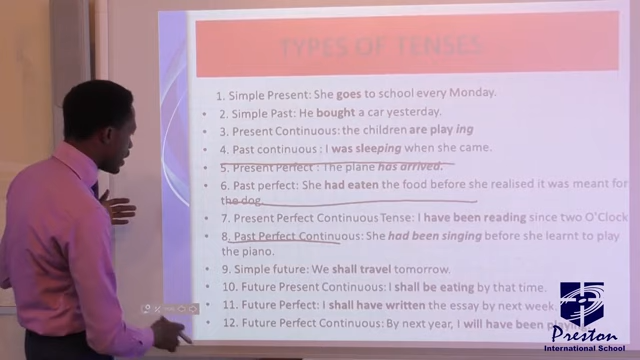 TYPES OF TENSES
1. Simple Present: She goes to school every Monday.
• 2. Simple Past: He bought a car yesterday.
• 3. Present Continuous: the children are play ing
• 4. Past continuous : I was sleeping when she came.
• 5. Present Perfect: The plane has arrived.
• 6. Past perfect: She had eaten the food before she realised it was meant for
the dog.
• 7. Present Perfect Continuous Tense: I have been reading since two O'Clock
• 8. Past Perfect Continuous: She had been singing before she learnt to play
the piano.
• 9. Simple future: We shall travel tomorrow.
• 10. Future Present Continuous: I shall be eating by that time.
• 11. Future Perfect: I shall have written the essay by next week.
• 12. Future Perfect Continuous: By next year, I will have been
Preston
International School